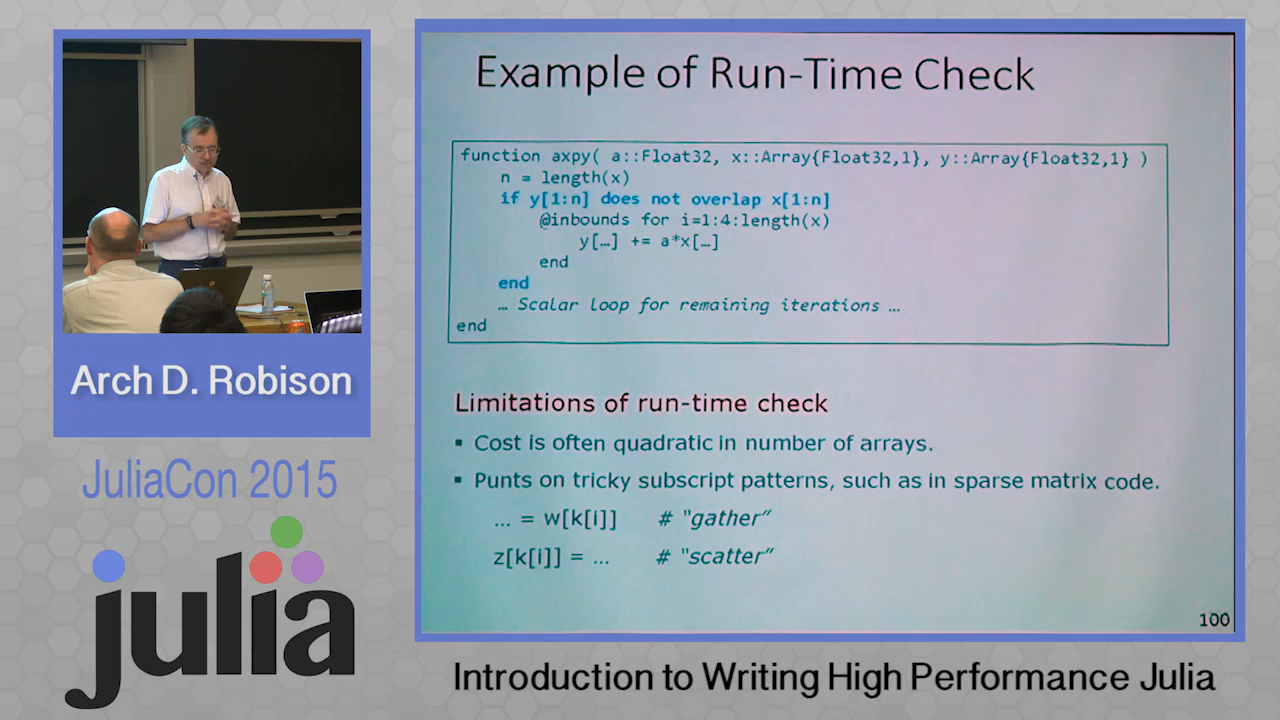 Example of Run-Time Check
function axpy( a::Float32, x::Array{Float32,1}, y::Array{Float32,1} )
n = length(x)
if y[1:n] does not overlap x[1:n]
@inbounds for i=1:4:length(x)
y[…] += a*x[…]
end
end
… Scalar loop for remaining iterations …
end
Limitations of run-time check
▪ Cost is often quadratic in number of arrays.
▪ Punts on tricky subscript patterns, such as in sparse matrix code.
… = w[k[i]] # "gather"
z[k[i]] = … # "scatter"
100
Arch D. Robison
JuliaCon 2015
julia
Introduction to Writing High Performance Julia